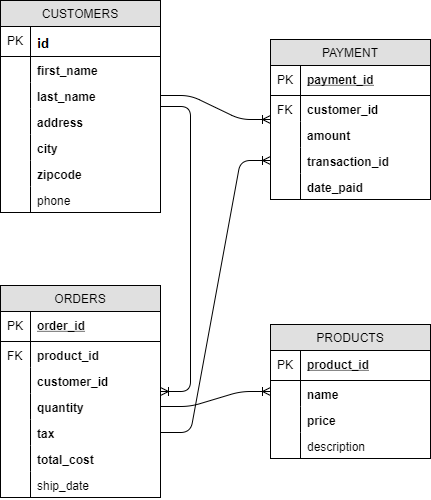 CUSTOMERS
PK id
first_name
last_name
address
city
zipcode
phone
PAYMENT
PK payment_id
FK customer_id
amount
transaction_id
date_paid
ORDERS
PK order_id
FK product_id
customer_id
quantity
tax
total_cost
ship_date
PRODUCTS
PK product_id
name
price
description